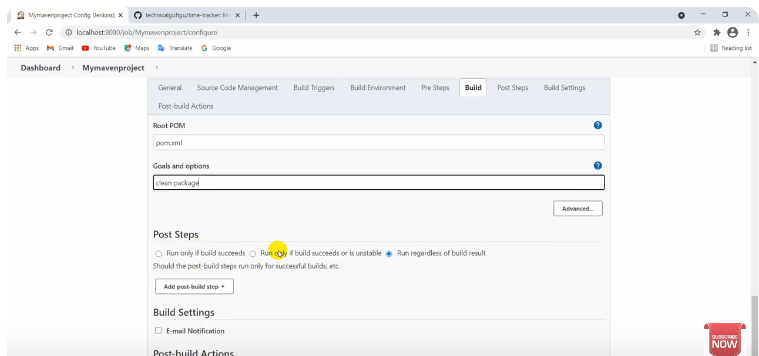 Mymavenproject Config [Jenkins]
technicalguftgu/time-tracker: M
localhost:8080/job/Mymavenproject/configure
Apps Gmail YouTube Maps Translate Google Reading list
Dashboard Mymavenproject
General Source Code Management Build Triggers Build Environment Pre Steps Build Post Steps Build Settings
Post-build Actions
Root POM
pom.xml
Goals and options
clean package
Advanced...
Post Steps
Run only if build succeeds Run only if build succeeds or is unstable Run regardless of build result
Should the post-build steps run only for successful builds, etc.
Add post-build step
Build Settings
E-mail Notification
Post-build Actions
SUBSCRIBE
NOW